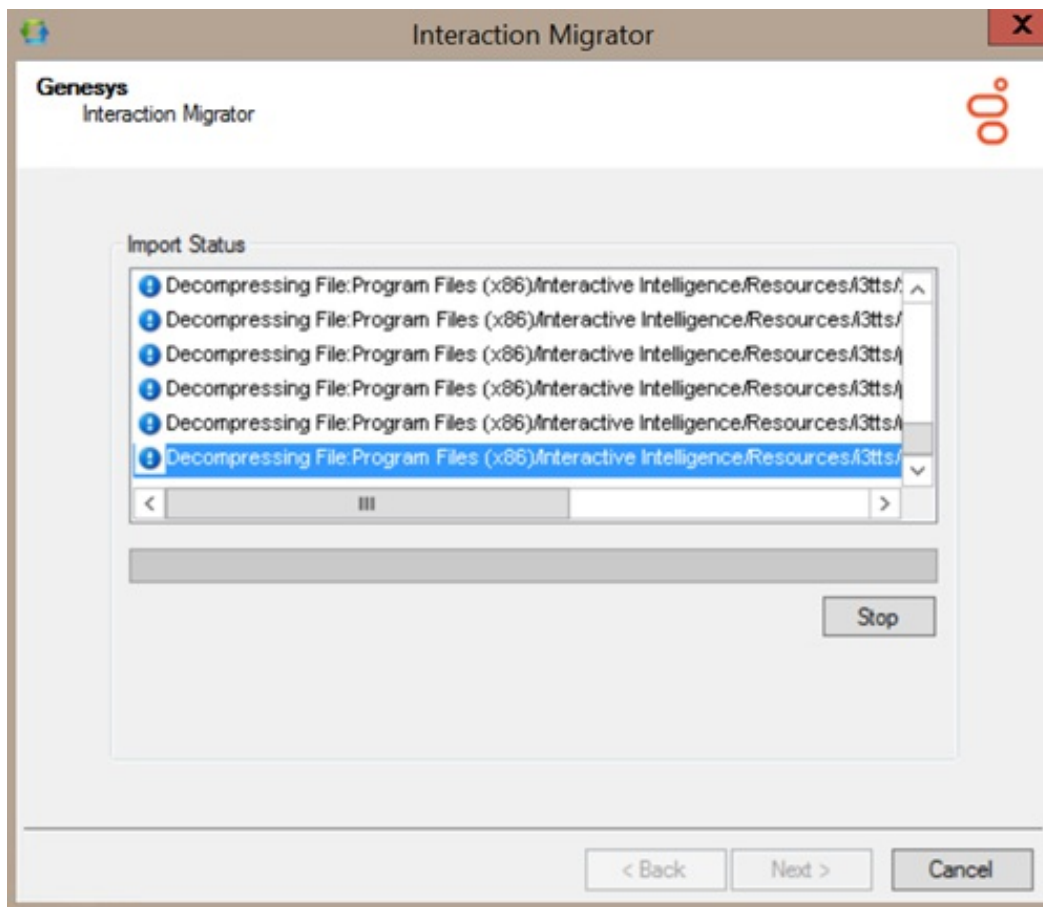 Interaction Migrator
X
Genesys
Interaction Migrator
Import Status
Decompressing File:Program Files (x86)/Interactive Intelligence/Resources/i3tts/
Decompressing File:Program Files (x86)/Interactive Intelligence/Resources/i3tts/
Decompressing File:Program Files (x86)/Interactive Intelligence/Resources/i3tts/
Decompressing File:Program Files (x86)/Interactive Intelligence/Resources/i3tts/
Decompressing File:Program Files (x86)/Interactive Intelligence/Resources/i3tts/
Decompressing File:Program Files (x86)/Interactive Intelligence/Resources/i3tts/
Stop
< Back
Next >
Cancel